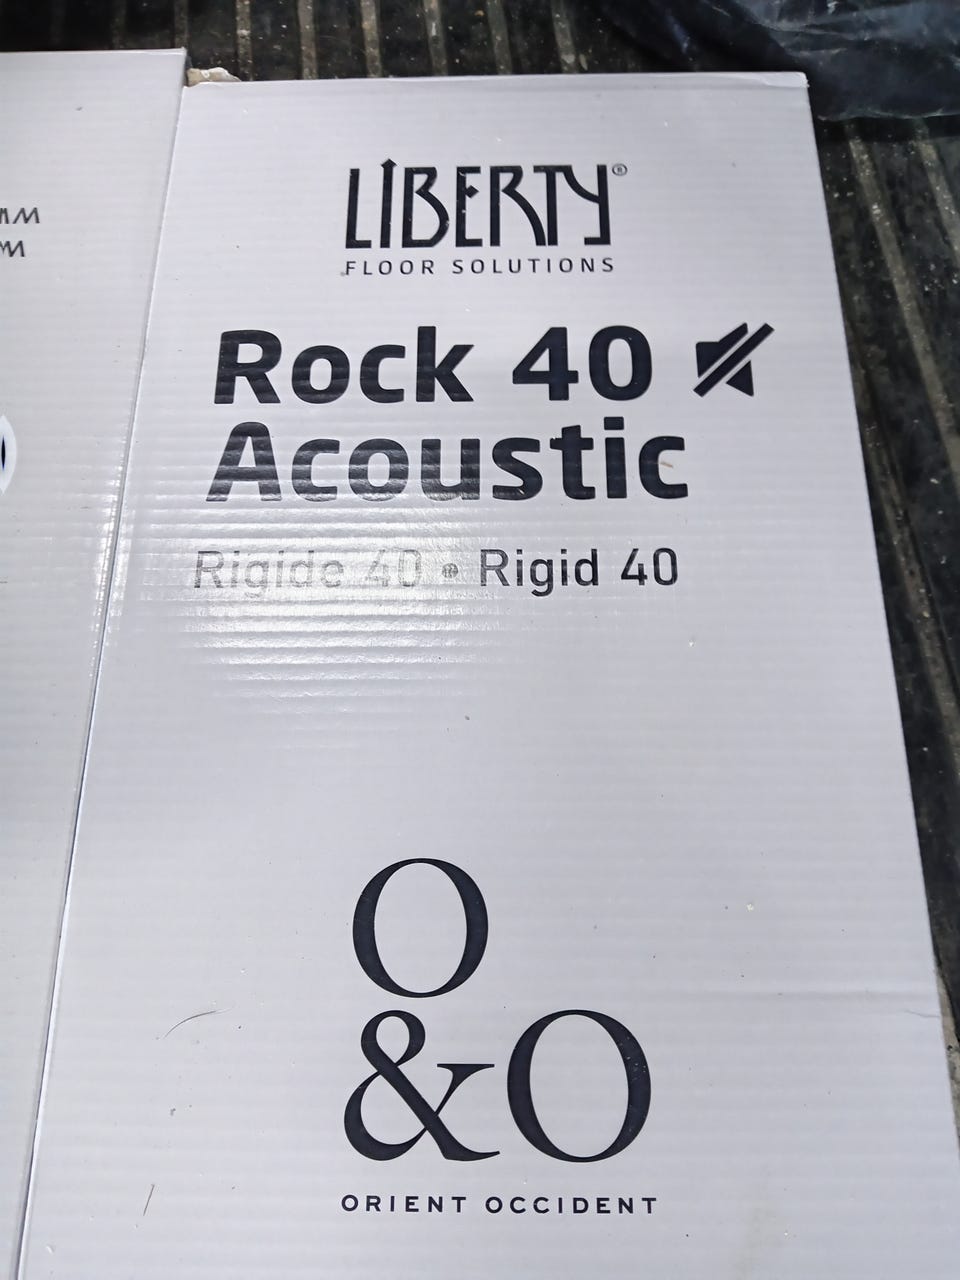 LIBERTY®
FLOOR SOLUTIONS
Rock 40
Acoustic
Rigide 40 • Rigid 40
O
&O
ORIENT OCCIDENT